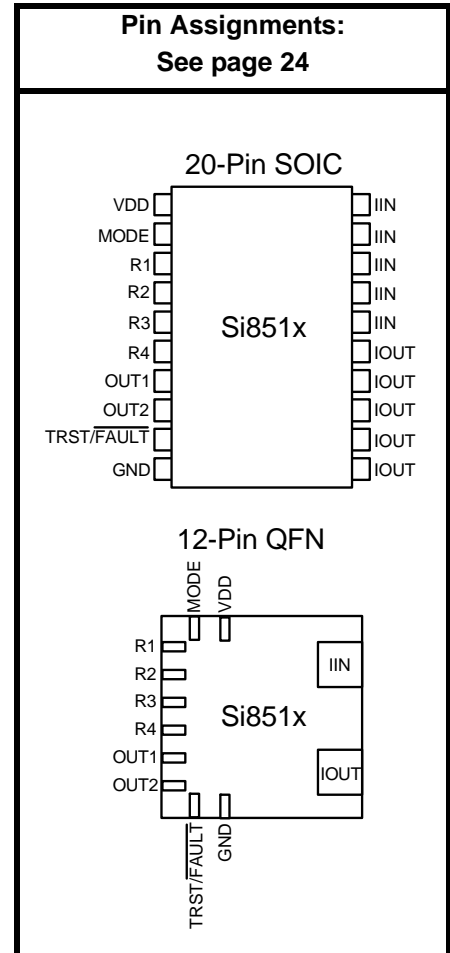 Pin Assignments:
See page 24
20-Pin SOIC
VDD
MODE
R1
R2
R3
R4
OUT1
OUT2
TRST/FAULT
GND
Si851x
IIN
IIN
IIN
IIN
IIN
IOUT
IOUT
IOUT
IOUT
IOUT
12-Pin QFN
MODE
VDD
R1
R2
R3
R4
OUT1
OUT2
Si851x
IIN
IOUT
TRST/FAULT
GND